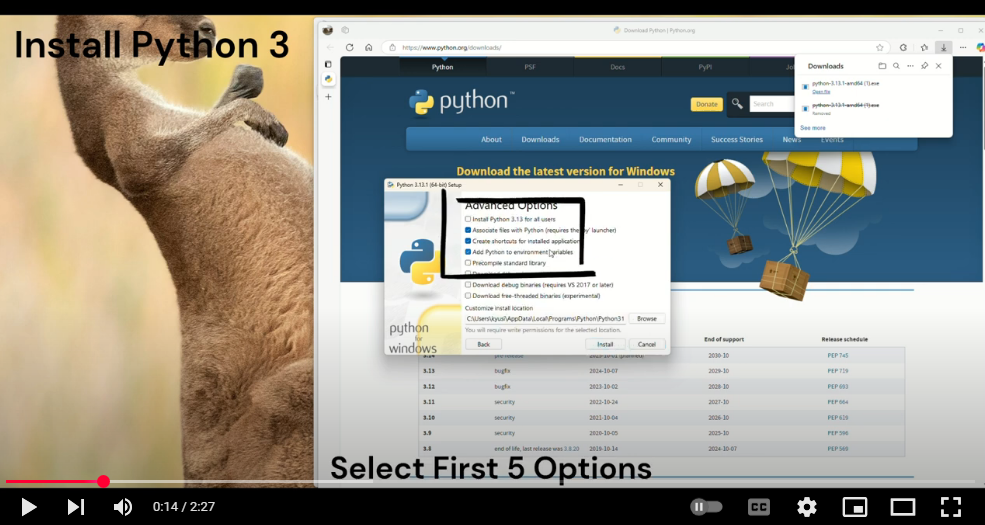 Install Python 3
Download Python | Python.org
https://www.python.org/downloads/
Downloads
python-3.13.1-amd64 (1).exe
Open file
python-3.13.1-amd64 (1).exe
Removed
See more
Python
PSF
Docs
PyPI
python™
Donate
Search
About
Downloads
Documentation
Community
Success Stories
News
Events
Download the latest version for Windows
Python 3.13.1 (64-bit) Setup
Advanced Options
Install Python 3.13 for all users
Associate files with Python (requires the 'py' launcher)
Create shortcuts for installed applications
Add Python to environment variables
Precompile standard library
Download debug binaries (requires VS 2017 or later)
Download free-threaded binaries (experimental)
Customize install location
C:\Users\kyusl\AppData\Local\Programs\Python\Python31
Browse
You will require write permissions for the selected location.
Back
Install
Cancel
python
for
windows
End of support
Release schedule
3.14 pre-release 2025-10-01 (planned) 2030-10 PEP 745
3.13 bugfix 2024-10-07 2029-10 PEP 719
3.12 bugfix 2023-10-02 2028-10 PEP 693
3.11 security 2022-10-24 2027-10 PEP 664
3.10 security 2021-10-04 2026-10 PEP 619
3.9 security 2020-10-05 2025-10 PEP 596
3.8 end of life, last release was 3.8.20 2019-10-14 2024-10-07 PEP 569
Select First 5 Options
0:14 / 2:27
CC